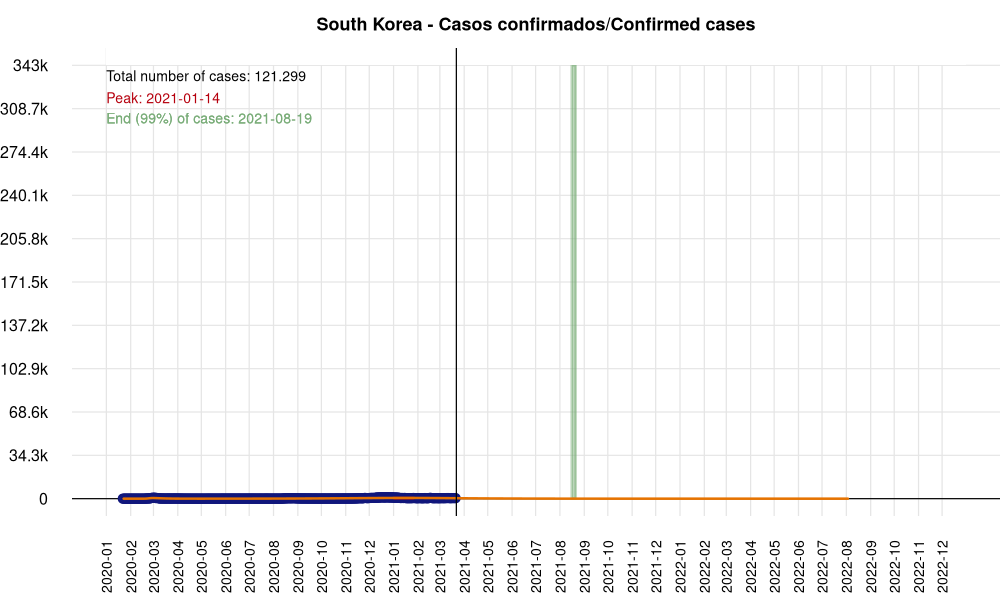 South Korea - Casos confirmados/Confirmed cases
Total number of cases: 121.299
Peak: 2021-01-14
End (99%) of cases: 2021-08-19
343k
308.7k
274.4k
240.1k
205.8k
171.5k
137.2k
102.9k
68.6k
34.3k
0
2020-01
2020-02
2020-03
2020-04
2020-05
2020-06
2020-07
2020-08
2020-09
2020-10
2020-11
2020-12
2021-01
2021-02
2021-03
2021-04
2021-05
2021-06
2021-07
2021-08
2021-09
2021-10
2021-11
2021-12
2022-01
2022-02
2022-03
2022-04
2022-05
2022-06
2022-07
2022-08
2022-09
2022-10
2022-11
2022-12